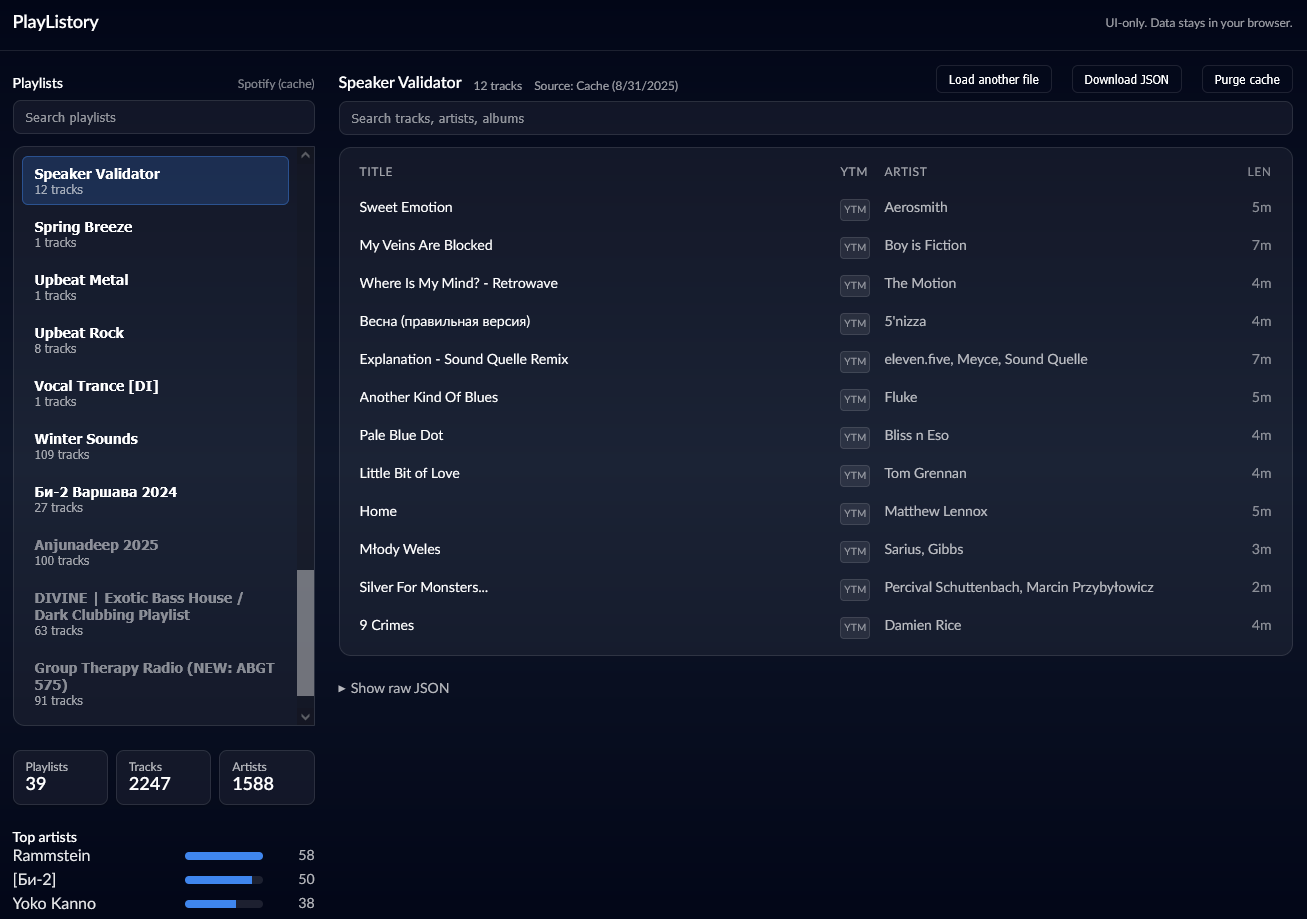 PlayListory
UI-only. Data stays in your browser.
Playlists
Spotify (cache)
Search playlists
Speaker Validator
12 tracks
Spring Breeze
1 tracks
Upbeat Metal
1 tracks
Upbeat Rock
8 tracks
Vocal Trance [DI]
1 tracks
Winter Sounds
109 tracks
Би-2 Варшава 2024
27 tracks
Anjunadeep 2025
100 tracks
DIVINE | Exotic Bass House /
Dark Clubbing Playlist
63 tracks
Group Therapy Radio (NEW: ABGT
575)
91 tracks
Playlists
39
Tracks
2247
Artists
1588
Top artists
Rammstein 58
[Би-2] 50
Yoko Kanno 38
Speaker Validator 12 tracks Source: Cache (8/31/2025)
Load another file
Download JSON
Purge cache
Search tracks, artists, albums
TITLE YTM ARTIST LEN
Sweet Emotion YTM Aerosmith 5m
My Veins Are Blocked YTM Boy is Fiction 7m
Where Is My Mind? - Retrowave YTM The Motion 4m
Весна (правильная версия) YTM 5'nizza 4m
Explanation - Sound Quelle Remix YTM eleven.five, Meyce, Sound Quelle 7m
Another Kind Of Blues YTM Fluke 5m
Pale Blue Dot YTM Bliss n Eso 4m
Little Bit of Love YTM Tom Grennan 4m
Home YTM Matthew Lennox 5m
Młody Weles YTM Sarius, Gibbs 3m
Silver For Monsters... YTM Percival Schuttenbach, Marcin Przybyłowicz 2m
9 Crimes YTM Damien Rice 4m
▸ Show raw JSON